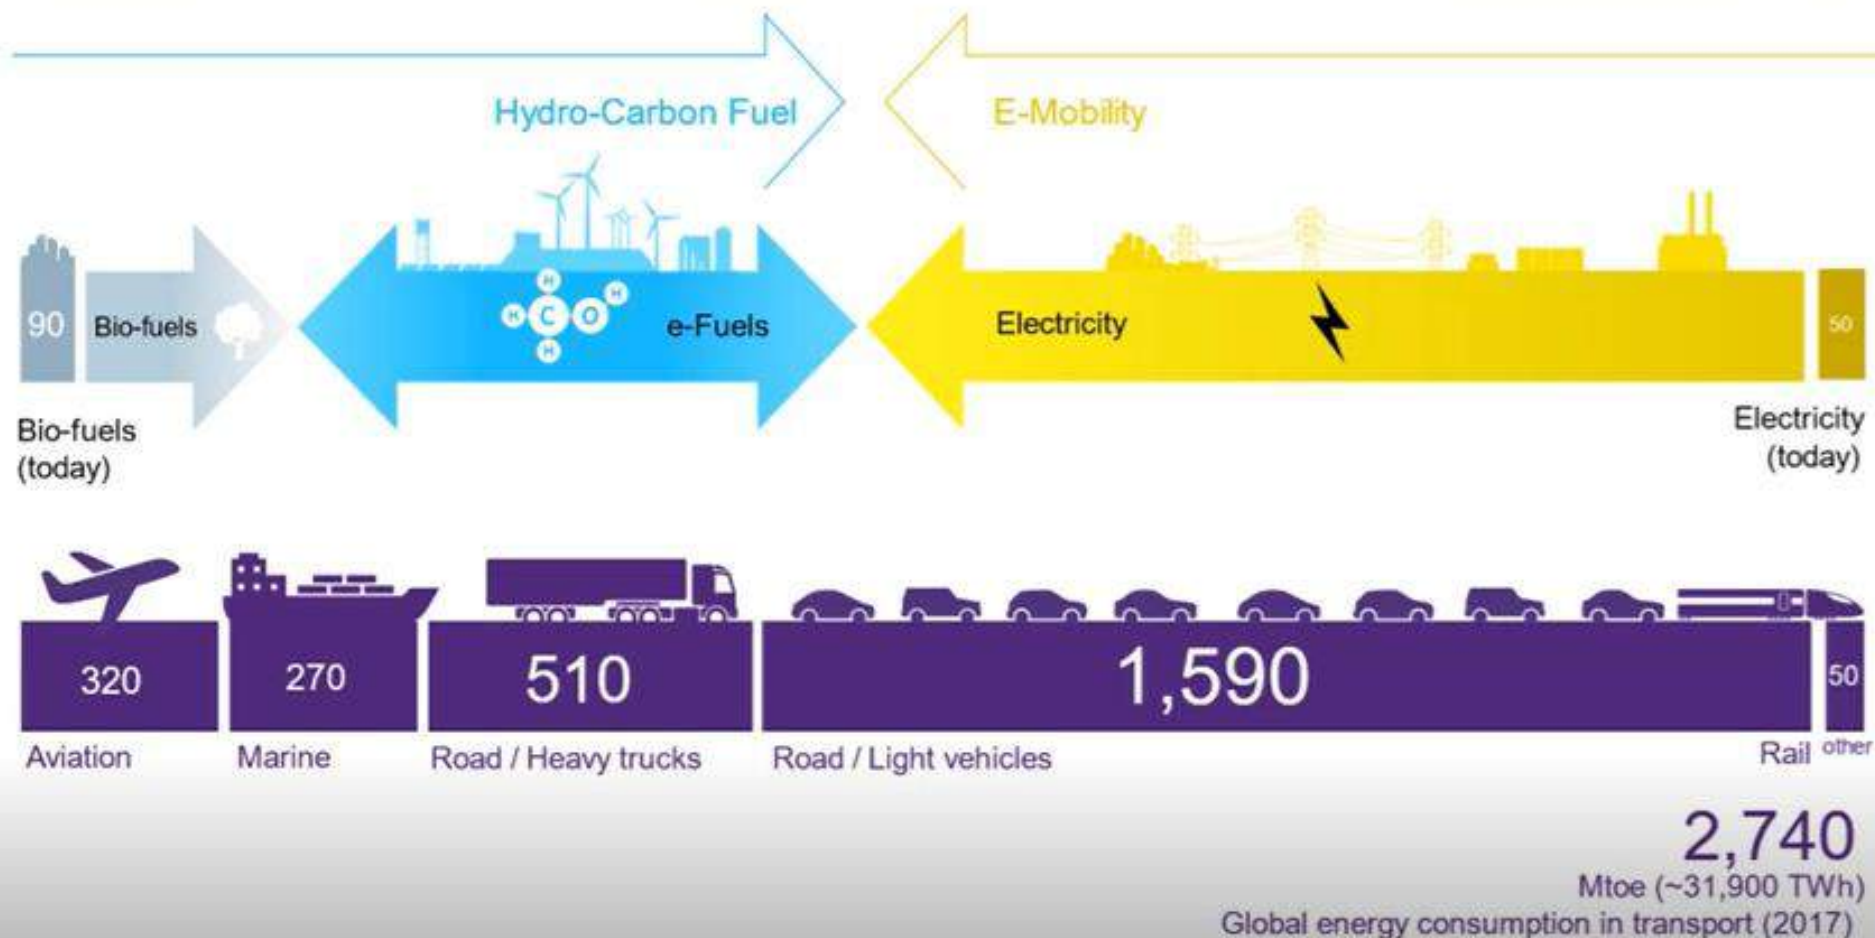 Hydro-Carbon Fuel
E-Mobility
H
H
H C O
H
90
Bio-fuels
e-Fuels
Electricity
50
Bio-fuels
(today)
Electricity
(today)
320
270
510
1,590
50
Aviation
Marine
Road / Heavy trucks
Road / Light vehicles
Rail
other
2,740
Mtoe (~31,900 TWh)
Global energy consumption in transport (2017)